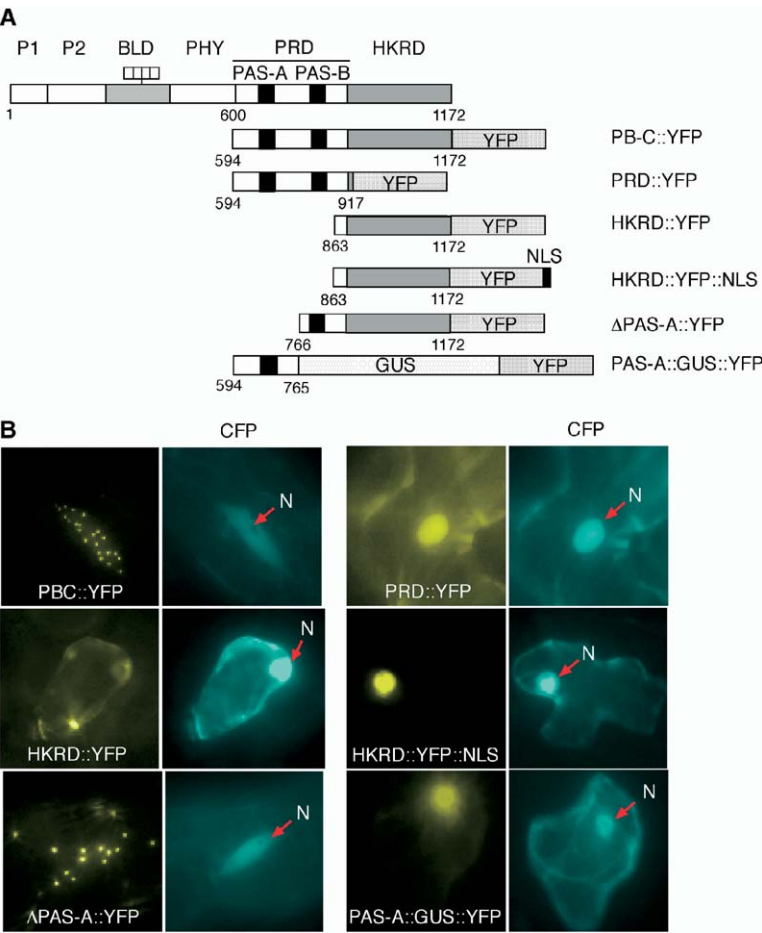 A
P1 P2 BLD PHY PRD HKRD
PAS-A PAS-B
1 600 1172
YFP PB-C::YFP
594 1172
YFP PRD::YFP
594 917
YFP HKRD::YFP
863 1172
NLS
YFP HKRD::YFP::NLS
863 1172
YFP ΔPAS-A::YFP
766 1172
GUS YFP PAS-A::GUS::YFP
594 765
B
CFP CFP
N N
PBC::YFP PRD::YFP
N N
HKRD::YFP HKRD::YFP::NLS
N N
ΛPAS-A::YFP PAS-A::GUS::YFP